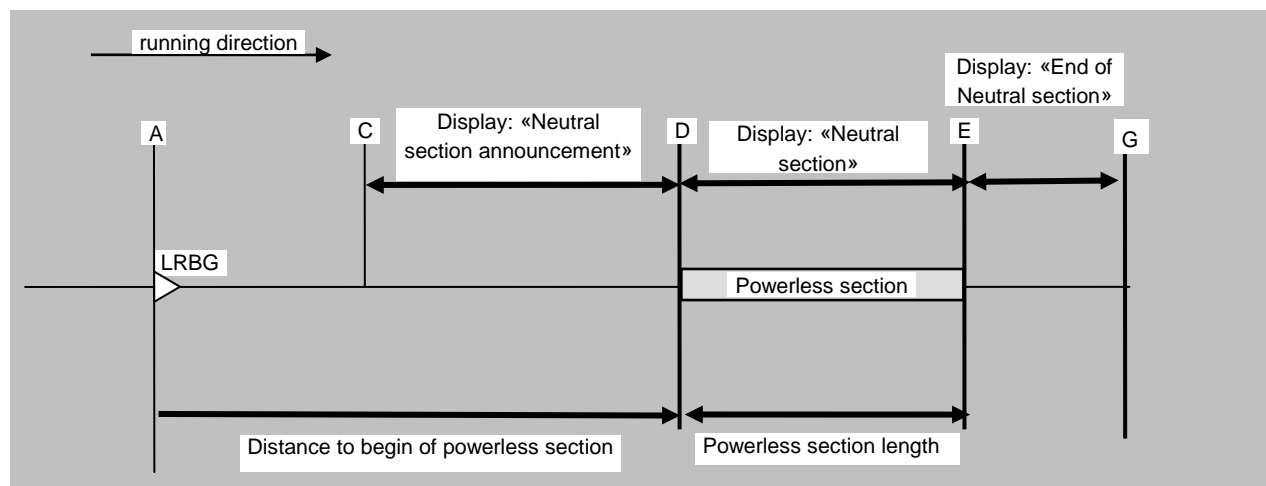 running direction
Display: «End of
Neutral section»
A
C
Display: «Neutral
section announcement»
D
Display: «Neutral
section»
E
G
LRBG
Powerless section
Distance to begin of powerless section
Powerless section length